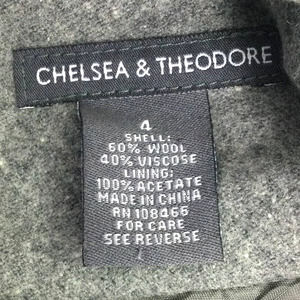 CHELSEA & THEODORE
4
SHELL:
60% WOOL
40% VISCOSE
LINING:
100% ACETATE
MADE IN CHINA
RN 108466
FOR CARE
SEE REVERSE